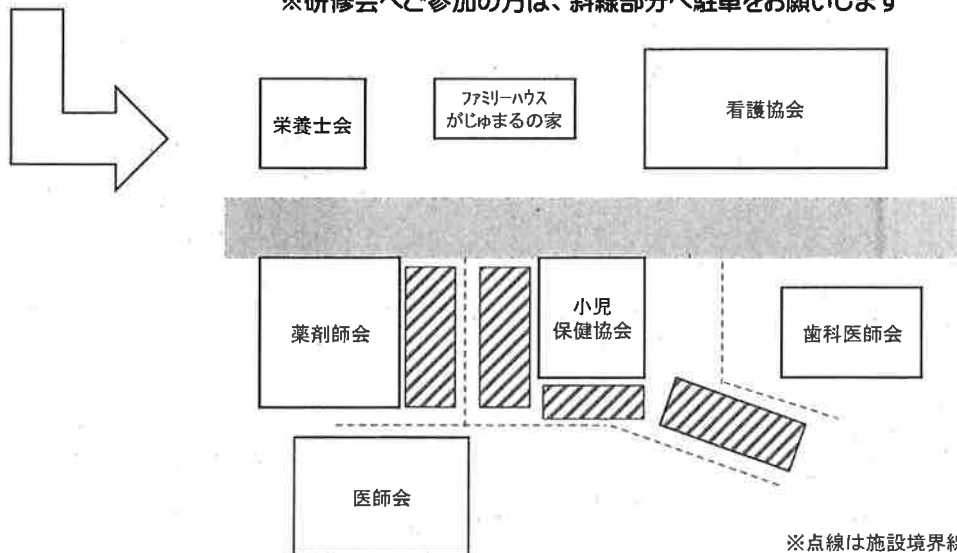 ※研修会へご参加の方は、斜線部分へ駐車をお願いします
栄養士会
ファミリーハウス
がじゅまるの家
看護協会
薬剤師会
小児
保健協会
歯科医師会
医師会
※点線は施設境界線